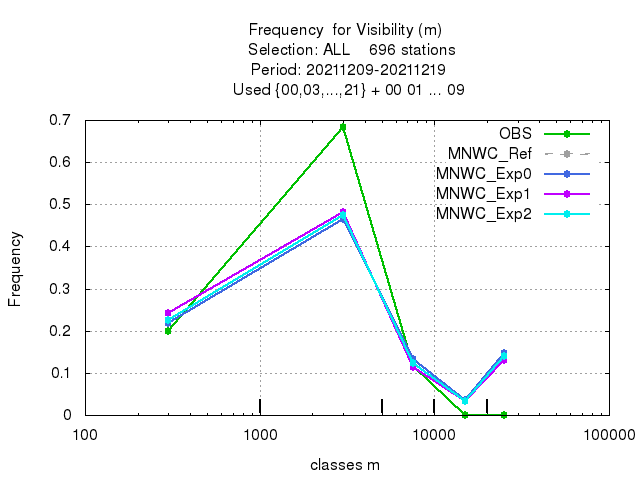 Frequency  for Visibility (m)
Selection: ALL    696 stations
Period: 20211209-20211219
Used {00,03,...,21} + 00 01 ... 09
0.7
0.6
0.5
0.4
0.3
0.2
0.1
0
Frequency
OBS
MNWC_Ref
MNWC_Exp0
MNWC_Exp1
MNWC_Exp2
100 1000 10000 100000
classes m